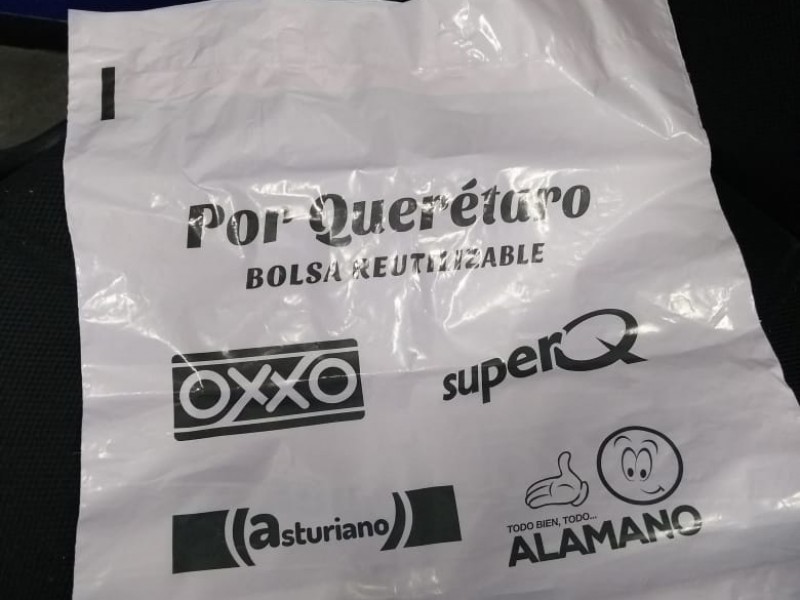 Por Querétaro
BOLSA REUTILIZABLE
OXXO
superQ
asturiano
TODO BIEN, TODO...
ALAMANO